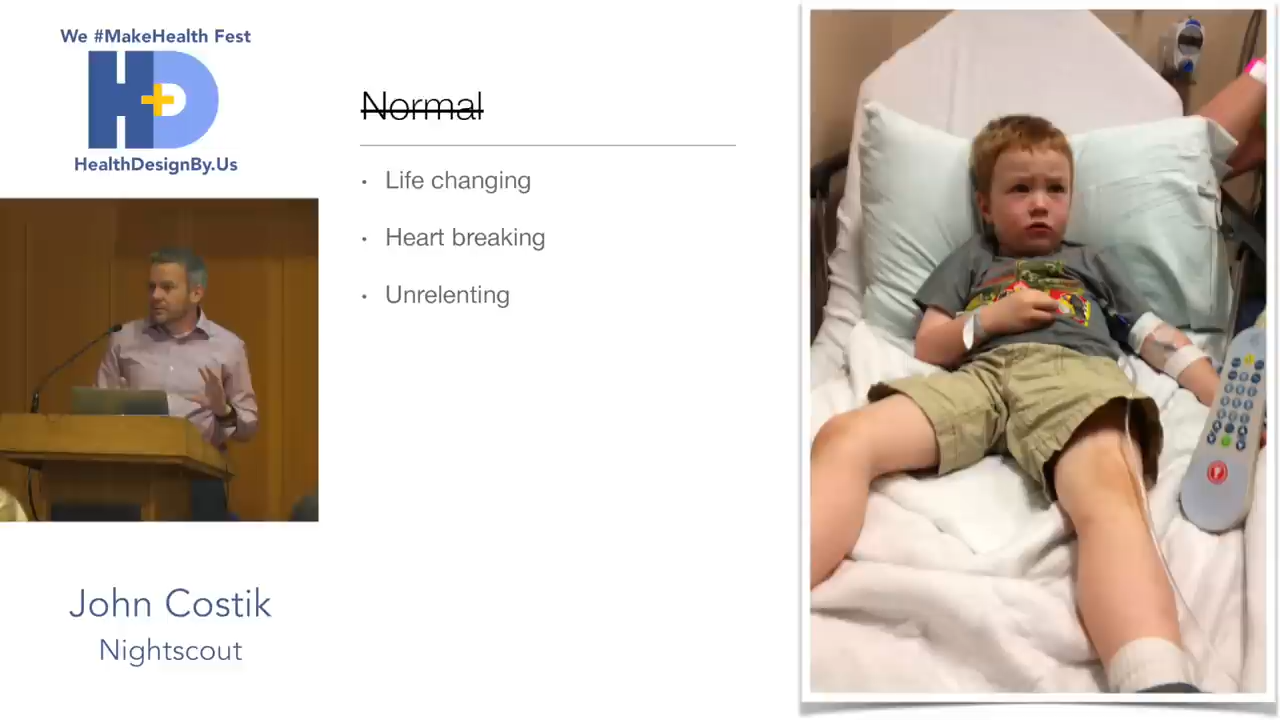 We #MakeHealth Fest
H+D
HealthDesignBy.Us
Normal
• Life changing
• Heart breaking
• Unrelenting
John Costik
Nightscout